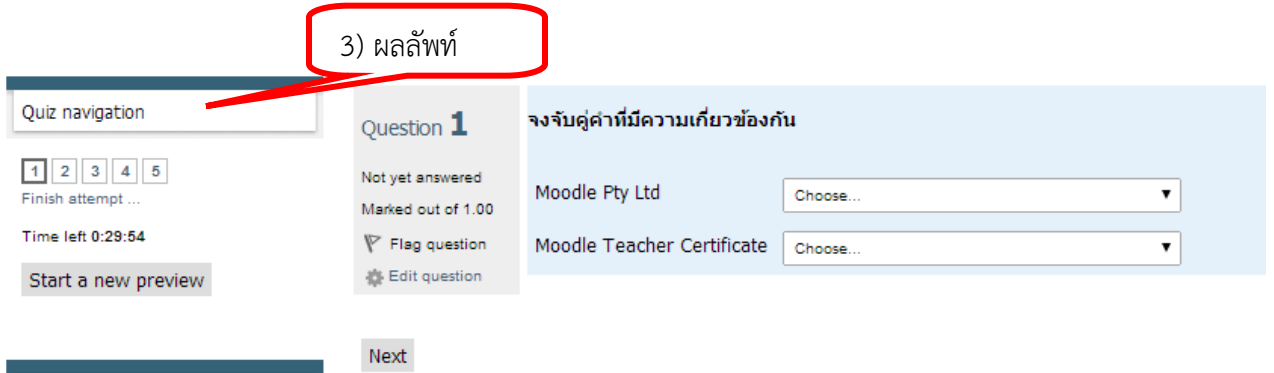 3) ผลลัพท์
Quiz navigation
1 2 3 4 5
Finish attempt ...
Time left 0:29:54
Start a new preview
Question 1
Not yet answered
Marked out of 1.00
Flag question
Edit question
จงจับคู่คำที่มีความเกี่ยวข้องกัน
Moodle Pty Ltd Choose...
Moodle Teacher Certificate Choose...
Next